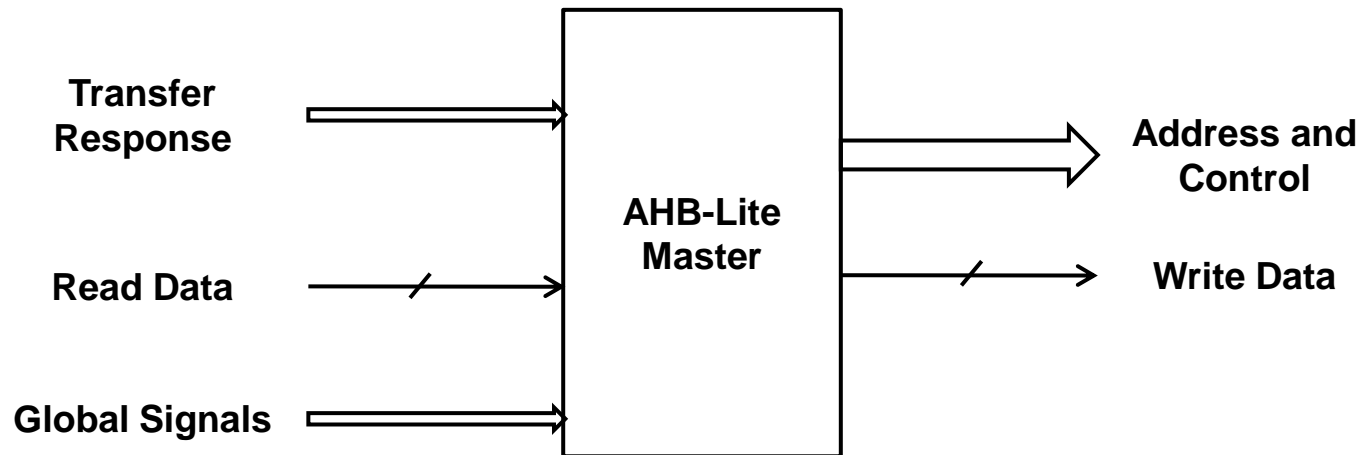 Transfer
Response
Read Data
Global Signals
AHB-Lite
Master
Address and
Control
Write Data